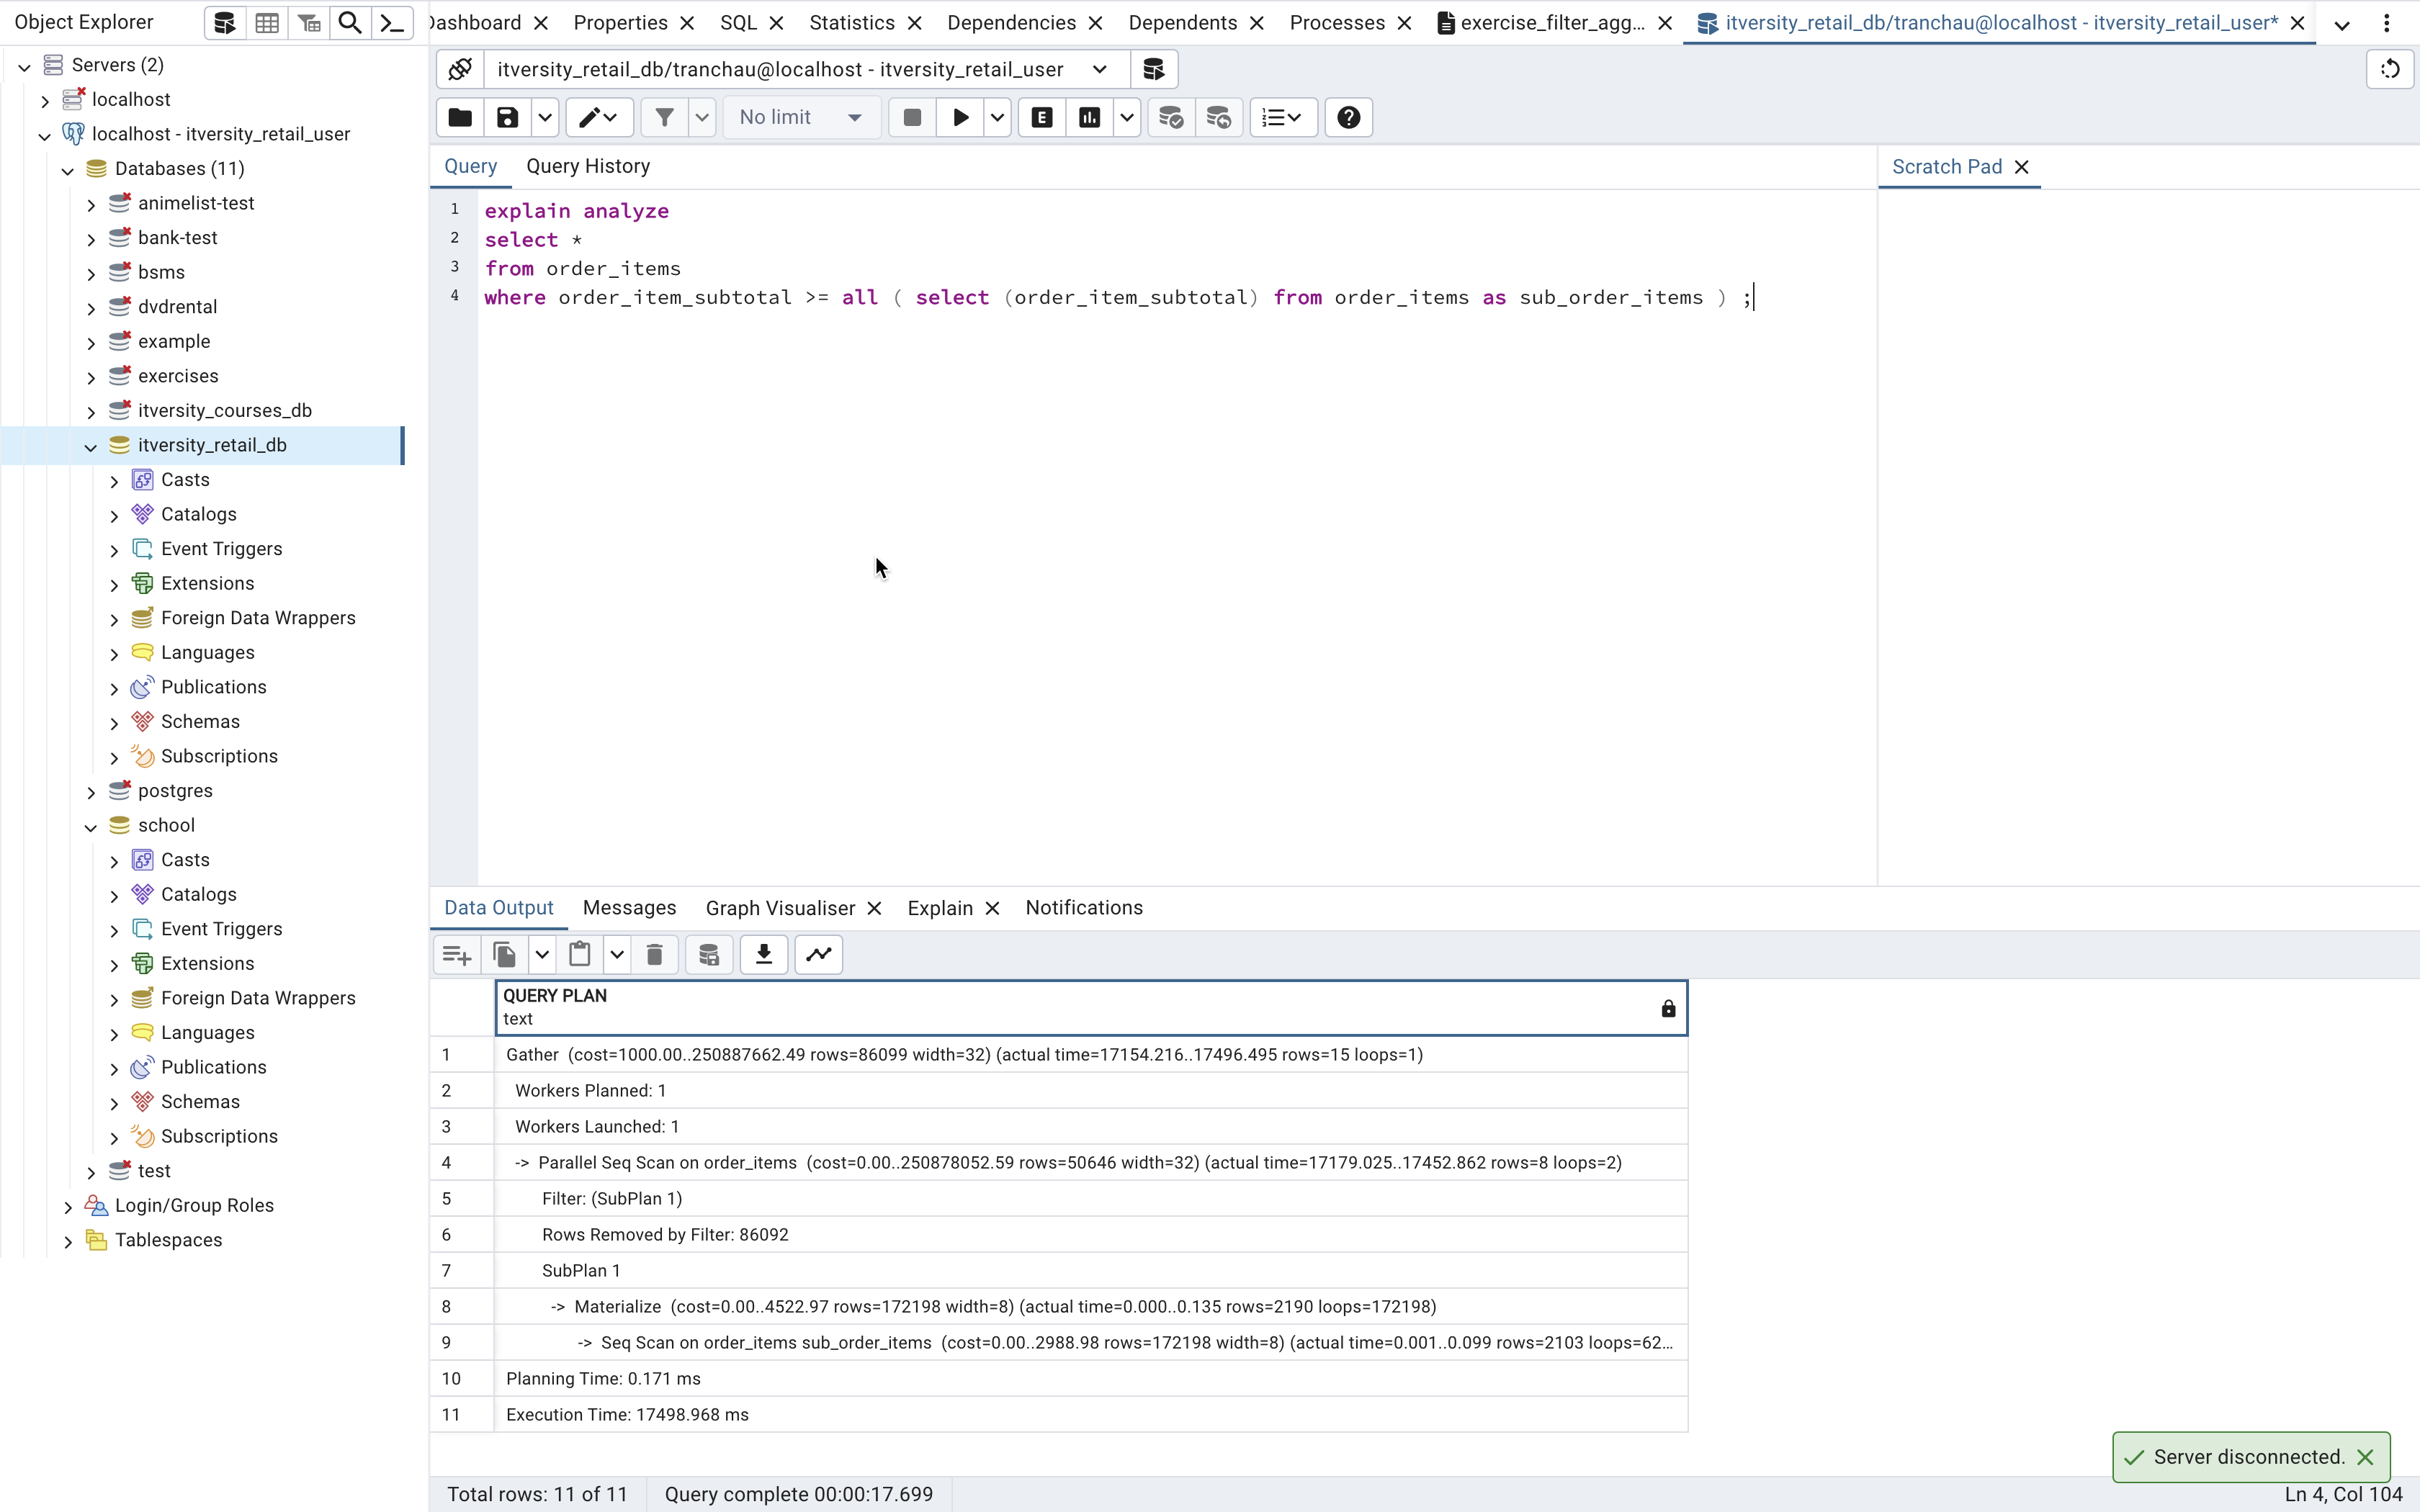 Object Explorer
Dashboard Properties SQL Statistics Dependencies Dependents Processes exercise_filter_agg... itversity_retail_db/tranchau@localhost - itversity_retail_user*
Servers (2)
localhost
localhost - itversity_retail_user
Databases (11)
animelist-test
bank-test
bsms
dvdrental
example
exercises
itversity_courses_db
itversity_retail_db
Casts
Catalogs
Event Triggers
Extensions
Foreign Data Wrappers
Languages
Publications
Schemas
Subscriptions
postgres
school
Casts
Catalogs
Event Triggers
Extensions
Foreign Data Wrappers
Languages
Publications
Schemas
Subscriptions
test
Login/Group Roles
Tablespaces
itversity_retail_db/tranchau@localhost - itversity_retail_user
No limit
E
Query Query History
Scratch Pad
1 explain analyze
2 select *
3 from order_items
4 where order_item_subtotal >= all ( select (order_item_subtotal) from order_items as sub_order_items ) ;
Data Output Messages Graph Visualiser Explain Notifications
QUERY PLAN
text
1 Gather (cost=1000.00..250887662.49 rows=86099 width=32) (actual time=17154.216..17496.495 rows=15 loops=1)
2 Workers Planned: 1
3 Workers Launched: 1
4 -> Parallel Seq Scan on order_items (cost=0.00..250878052.59 rows=50646 width=32) (actual time=17179.025..17452.862 rows=8 loops=2)
5 Filter: (SubPlan 1)
6 Rows Removed by Filter: 86092
7 SubPlan 1
8 -> Materialize (cost=0.00..4522.97 rows=172198 width=8) (actual time=0.000..0.135 rows=2190 loops=172198)
9 -> Seq Scan on order_items sub_order_items (cost=0.00..2988.98 rows=172198 width=8) (actual time=0.001..0.099 rows=2103 loops=62...
10 Planning Time: 0.171 ms
11 Execution Time: 17498.968 ms
Server disconnected.
Total rows: 11 of 11 Query complete 00:00:17.699
Ln 4, Col 104